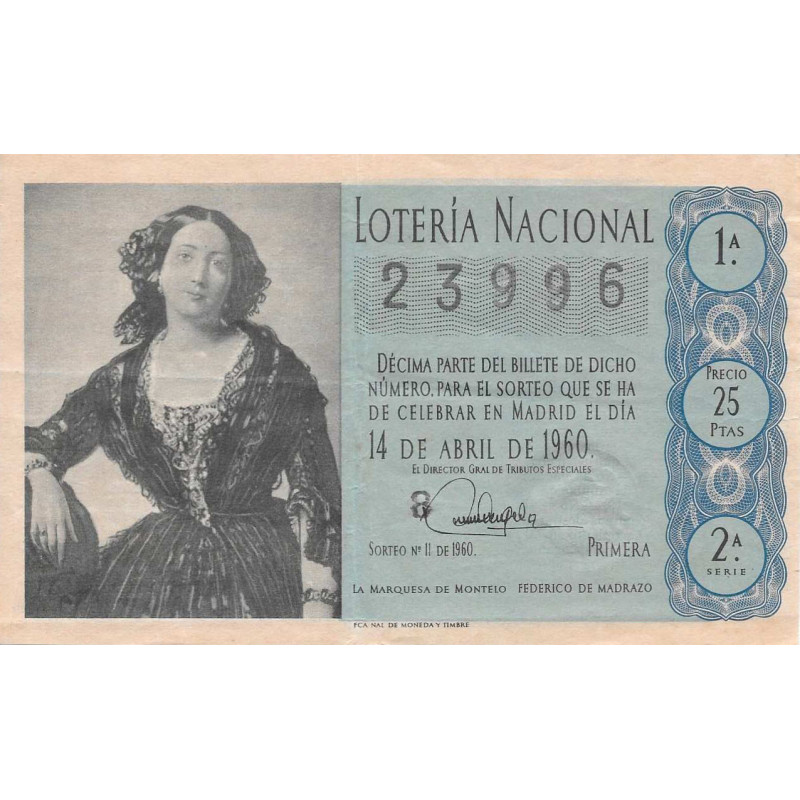 LOTERÍA NACIONAL
23996
DÉCIMA PARTE DEL BILLETE DE DICHO
NÚMERO, PARA EL SORTEO QUE SE HA
DE CELEBRAR EN MADRID EL DÍA
14 DE ABRIL DE 1960.
EL DIRECTOR GRAL DE TRIBUTOS ESPECIALES
8
SORTEO Nº 11 DE 1960. PRIMERA
LA MARQUESA DE MONTELO FEDERICO DE MADRAZO
FCA NAL DE MONEDA Y TIMBRE
1.ª
PRECIO
25
PTAS
2.ª
SERIE